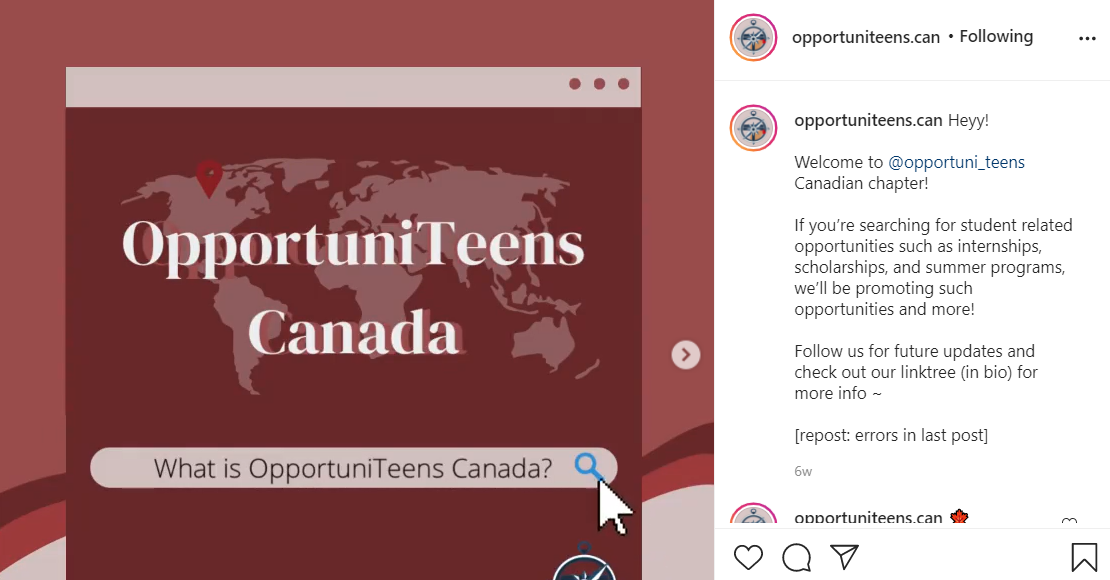 OpportuniTeens
Canada
What is OpportuniTeens Canada?
opportuniteens.can • Following
opportuniteens.can Heyy!
Welcome to @opportuni_teens
Canadian chapter!
If you’re searching for student related
opportunities such as internships,
scholarships, and summer programs,
we’ll be promoting such
opportunities and more!
Follow us for future updates and
check out our linktree (in bio) for
more info ~
[repost: errors in last post]
6w
opportuniteens.can 🍁